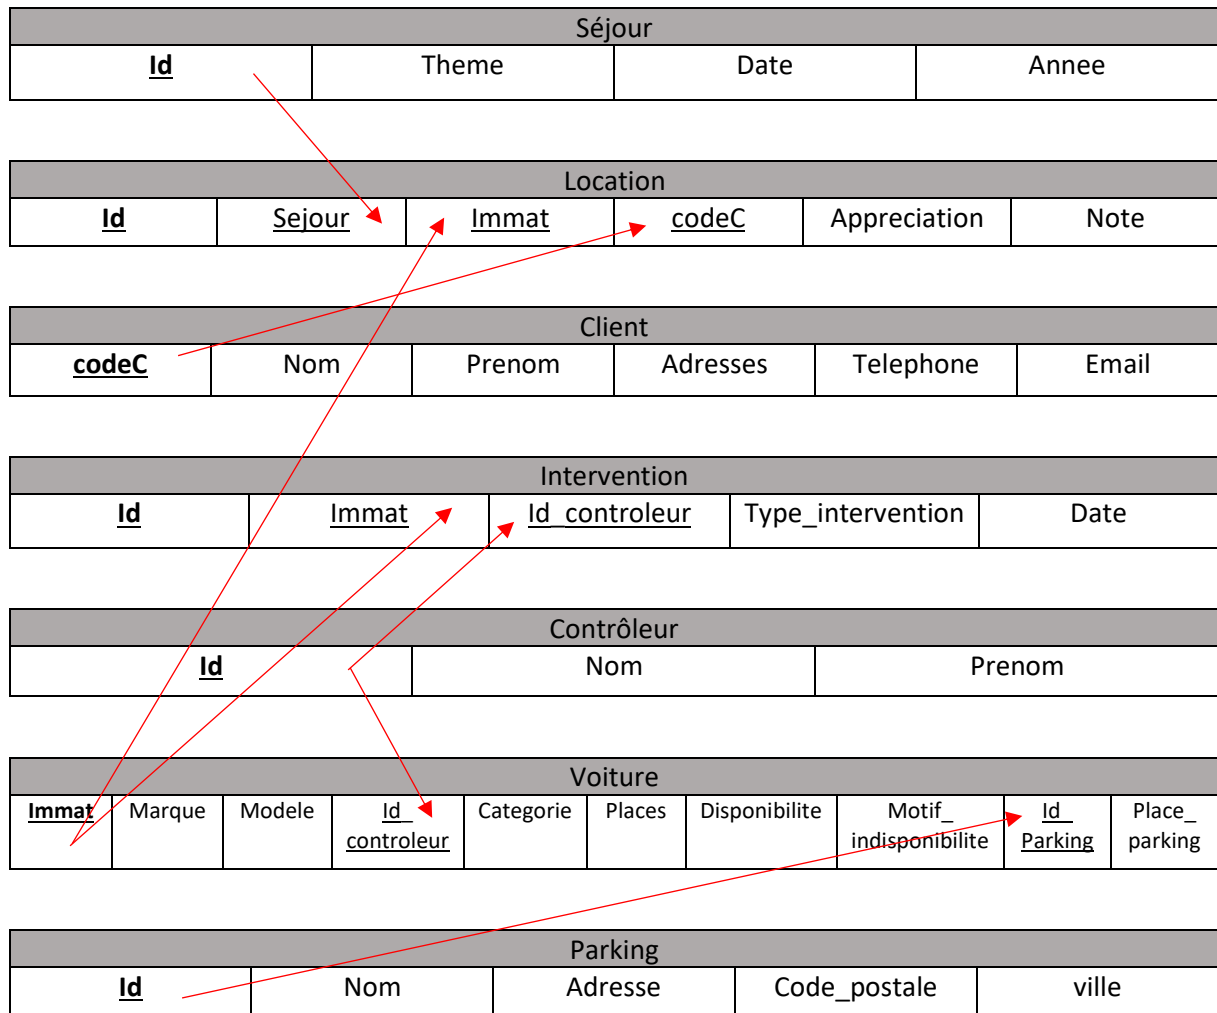 Séjour
Id Theme Date Annee
Location
Id Sejour Immat codeC Appreciation Note
Client
codeC Nom Prenom Adresses Telephone Email
Intervention
Id Immat Id_controleur Type_intervention Date
Contrôleur
Id Nom Prenom
Voiture
Immat Marque Modele Id_ Categorie Places Disponibilite Motif_ Id_ Place_
controleur indisponibilite Parking parking
Parking
Id Nom Adresse Code_postale ville